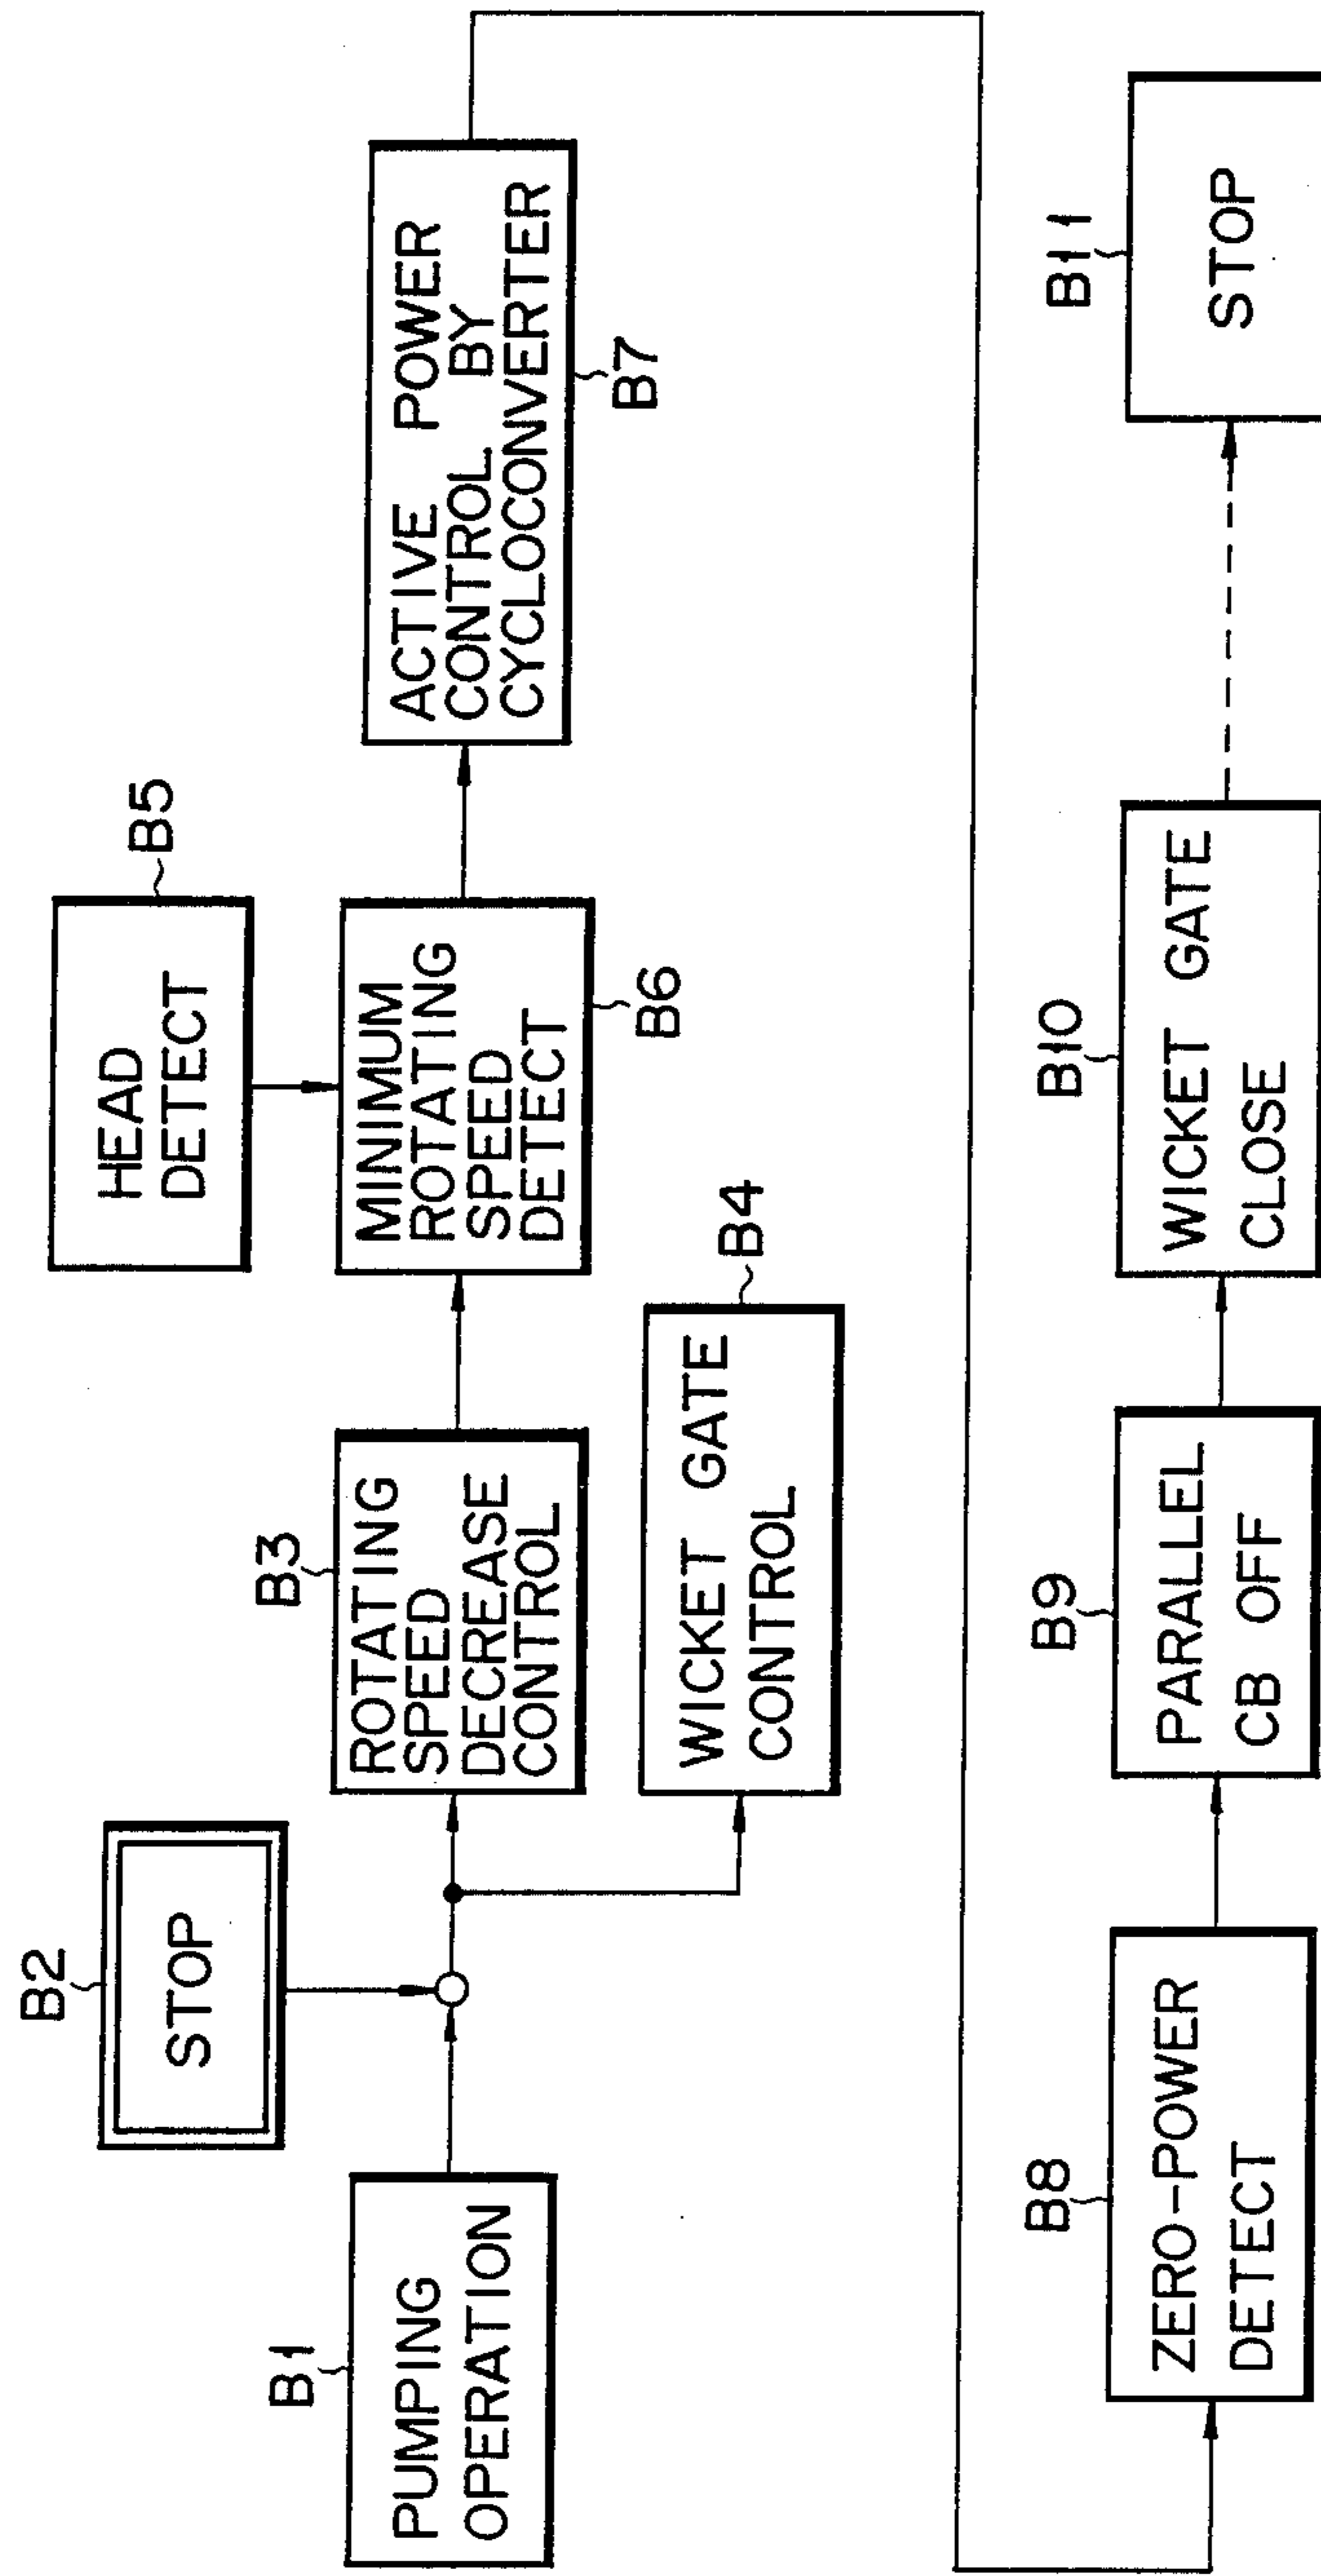 B1
PUMPING
OPERATION
B2
STOP
B3
ROTATING
SPEED
DECREASE
CONTROL
B4
WICKET GATE
CONTROL
B5
HEAD
DETECT
MINIMUM
ROTATING
SPEED
DETECT
B6
ACTIVE POWER
CONTROL BY
CYCLOCONVERTER
B7
B8
ZERO-POWER
DETECT
B9
PARALLEL
CB OFF
B10
WICKET GATE
CLOSE
B11
STOP